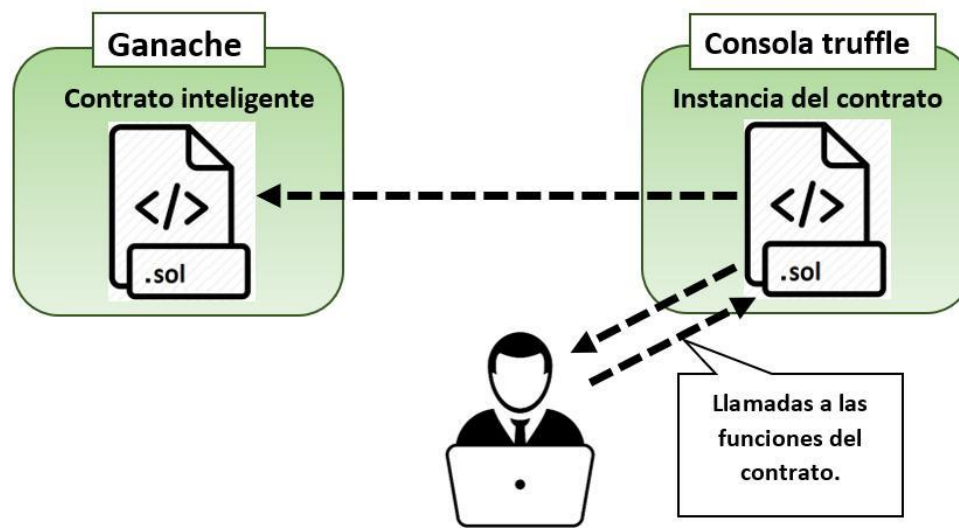 Ganache
Contrato inteligente
</>
.sol
Consola truffle
Instancia del contrato
</>
.sol
Llamadas a las
funciones del
contrato.